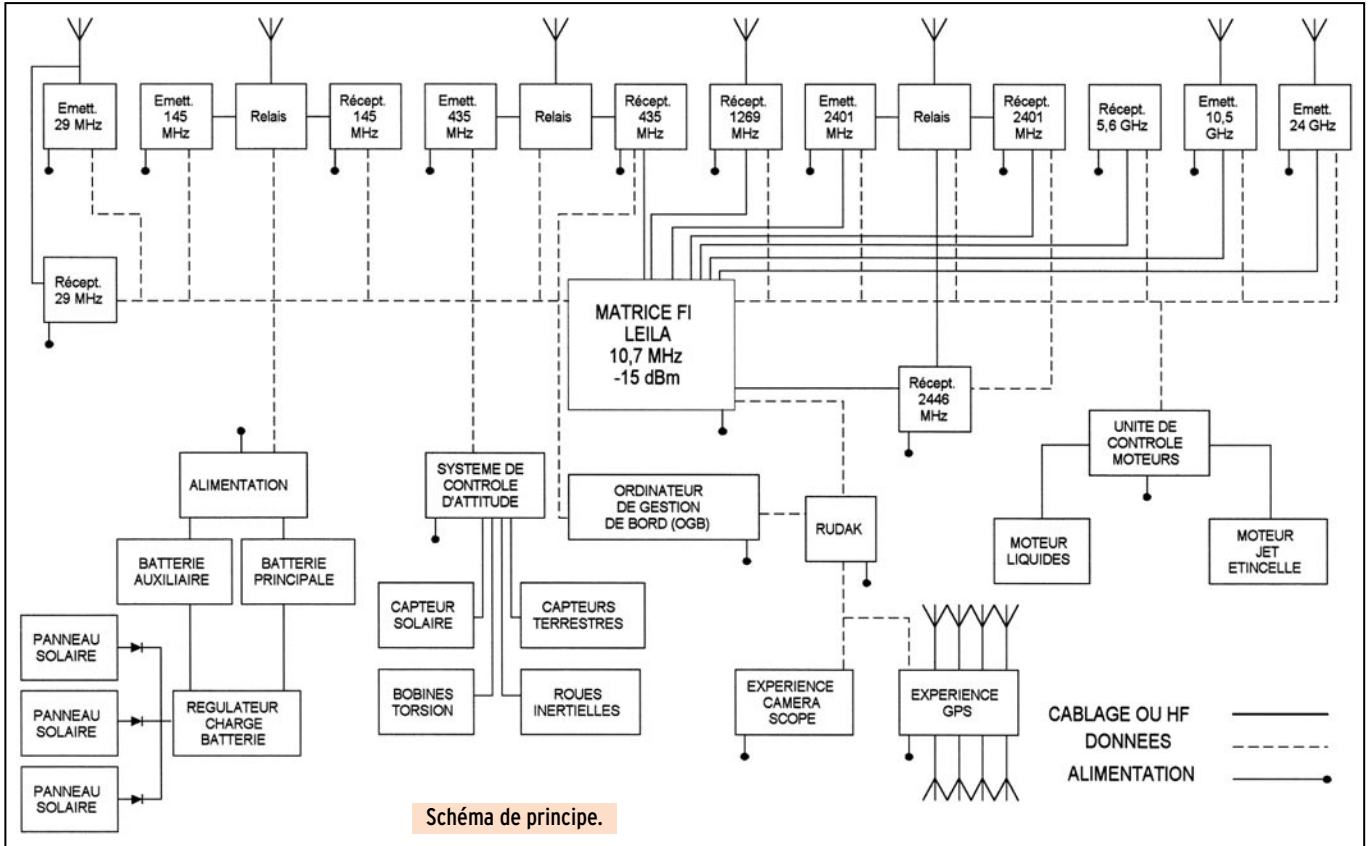 Emett.
29 MHz
Emett.
145
MHz
Relais
Récept.
145
MHz
Emett.
435
MHz
Relais
Récept.
435
MHz
Récept.
1269
MHz
Emett.
2401
MHz
Relais
Récept.
2401
MHz
Récept.
5,6 GHz
Emett.
10,5
GHz
Emett.
24 GHz
Récept.
29 MHz
MATRICE FI
LEILA
10,7 MHz
-15 dBm
Récept.
2446
MHz
UNITE DE
CONTROLE
MOTEURS
ALIMENTATION
SYSTEME DE
CONTROLE
D'ATTITUDE
ORDINATEUR
DE GESTION
DE BORD (OGB)
RUDAK
MOTEUR
LIQUIDES
MOTEUR
JET
ETINCELLE
BATTERIE
AUXILIAIRE
BATTERIE
PRINCIPALE
CAPTEUR
SOLAIRE
CAPTEURS
TERRESTRES
PANNEAU
SOLAIRE
PANNEAU
SOLAIRE
PANNEAU
SOLAIRE
REGULATEUR
CHARGE
BATTERIE
BOBINES
TORSION
ROUES
INERTIELLES
EXPERIENCE
CAMERA
SCOPE
EXPERIENCE
GPS
CABLAGE OU HF
DONNEES
ALIMENTATION
Schéma de principe.